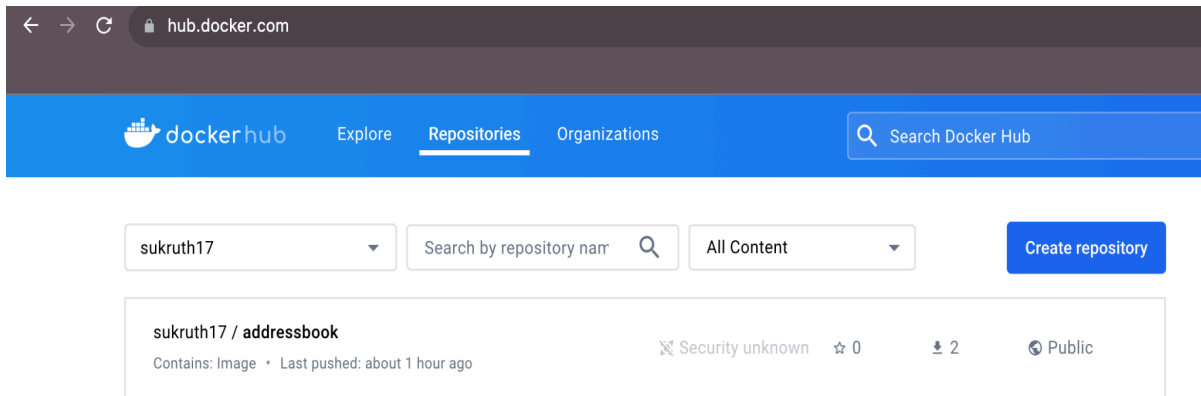 hub.docker.com
dockerhub Explore Repositories Organizations Search Docker Hub
sukruth17 Search by repository nam All Content Create repository
sukruth17 / addressbook Security unknown 0 2 Public
Contains: Image • Last pushed: about 1 hour ago